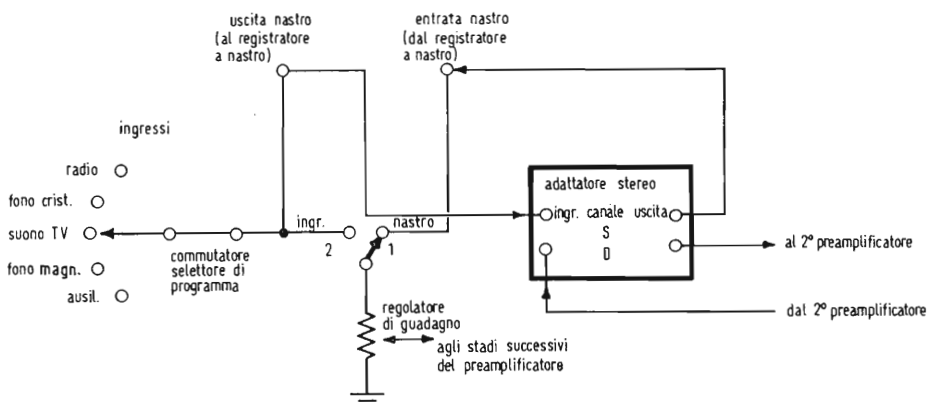 uscita nastro
(al registratore
a nastro)
entrata nastro
(dal registratore
a nastro)
ingressi
radio
fono crist.
suono TV
fono magn.
ausil.
commutatore
selettore di
programma
ingr.
2
nastro
1
regolatore
di guadagno
agli stadi successivi
del preamplificatore
adattatore stereo
ingr. canale uscita
S
D
al 2° preamplificatore
dal 2° preamplificatore